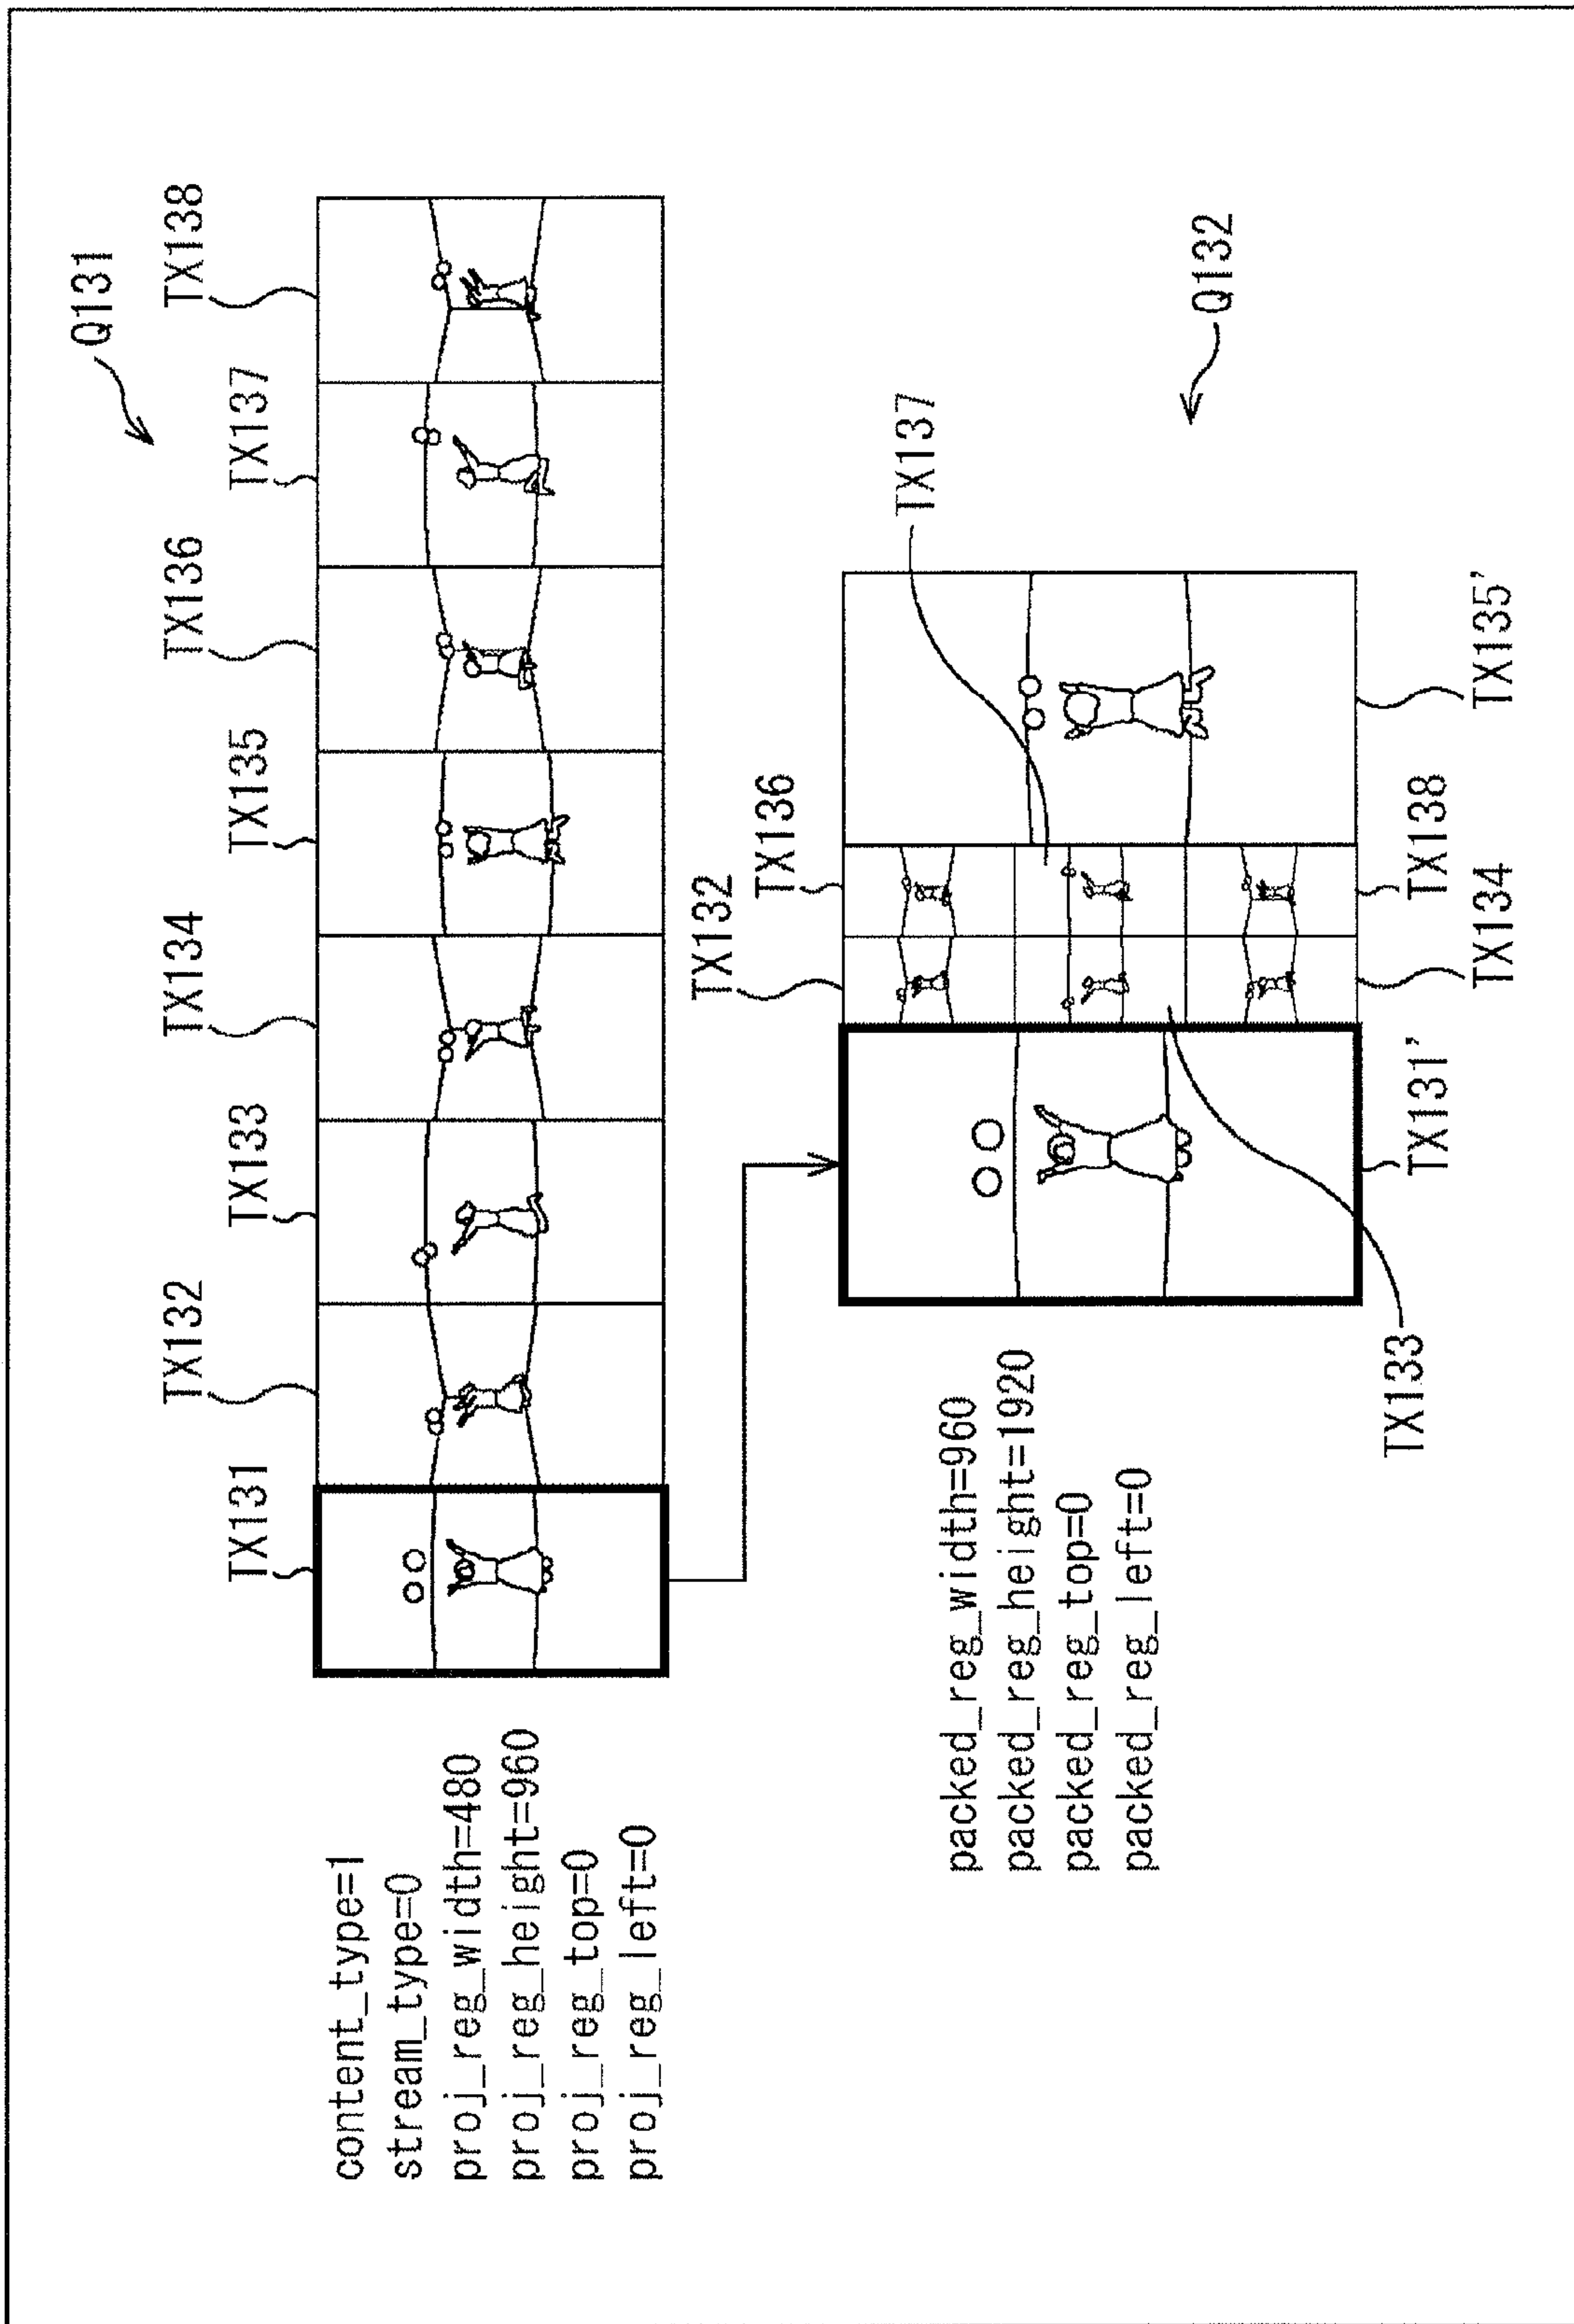 Q131
TX131
TX132
TX133
TX134
TX135
TX136
TX137
TX138
content_type=1
stream_type=0
proj_reg_width=480
proj_reg_height=960
proj_reg_top=0
proj_reg_left=0
TX132
TX136
TX137
packed_reg_width=960
packed_reg_height=1920
packed_reg_top=0
packed_reg_left=0
Q132
TX133
TX131'
TX134
TX138
TX135'